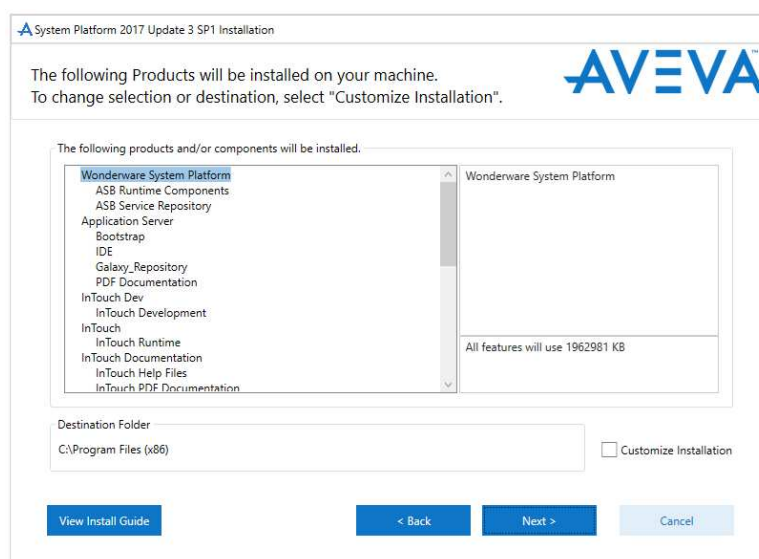 System Platform 2017 Update 3 SP1 Installation
The following Products will be installed on your machine.
To change selection or destination, select "Customize Installation".
AVEVA™
The following products and/or components will be installed.
Wonderware System Platform
ASB Runtime Components
ASB Service Repository
Application Server
Bootstrap
IDE
Galaxy_Repository
PDF Documentation
InTouch Dev
InTouch Development
InTouch
InTouch Runtime
InTouch Documentation
InTouch Help Files
InTouch PDF Documentation
Wonderware System Platform
All features will use 1962981 KB
Destination Folder
C:\Program Files (x86)
Customize Installation
View Install Guide
< Back
Next >
Cancel